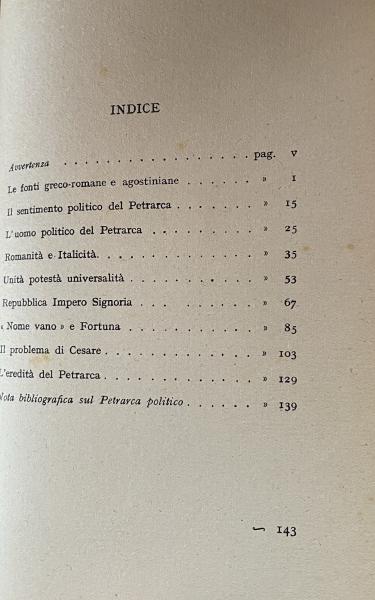 INDICE
Avvertenza . . . . . . . . . . . . . . . . . pag. V
Le fonti greco-romane e agostiniane . . . . . . » 1
Il sentimento politico del Petrarca . . . . . . . » 15
L'uomo politico del Petrarca . . . . . . . . . » 25
Romanità e Italicità. . . . . . . . . . . . . » 35
Unità potestà universalità . . . . . . . . . . » 53
Repubblica Impero Signoria . . . . . . . . . » 67
« Nome vano » e Fortuna . . . . . . . . . . » 85
Il problema di Cesare . . . . . . . . . . . . » 103
L'eredità del Petrarca . . . . . . . . . . . . » 129
Nota bibliografica sul Petrarca politico . . . . . . » 139
143